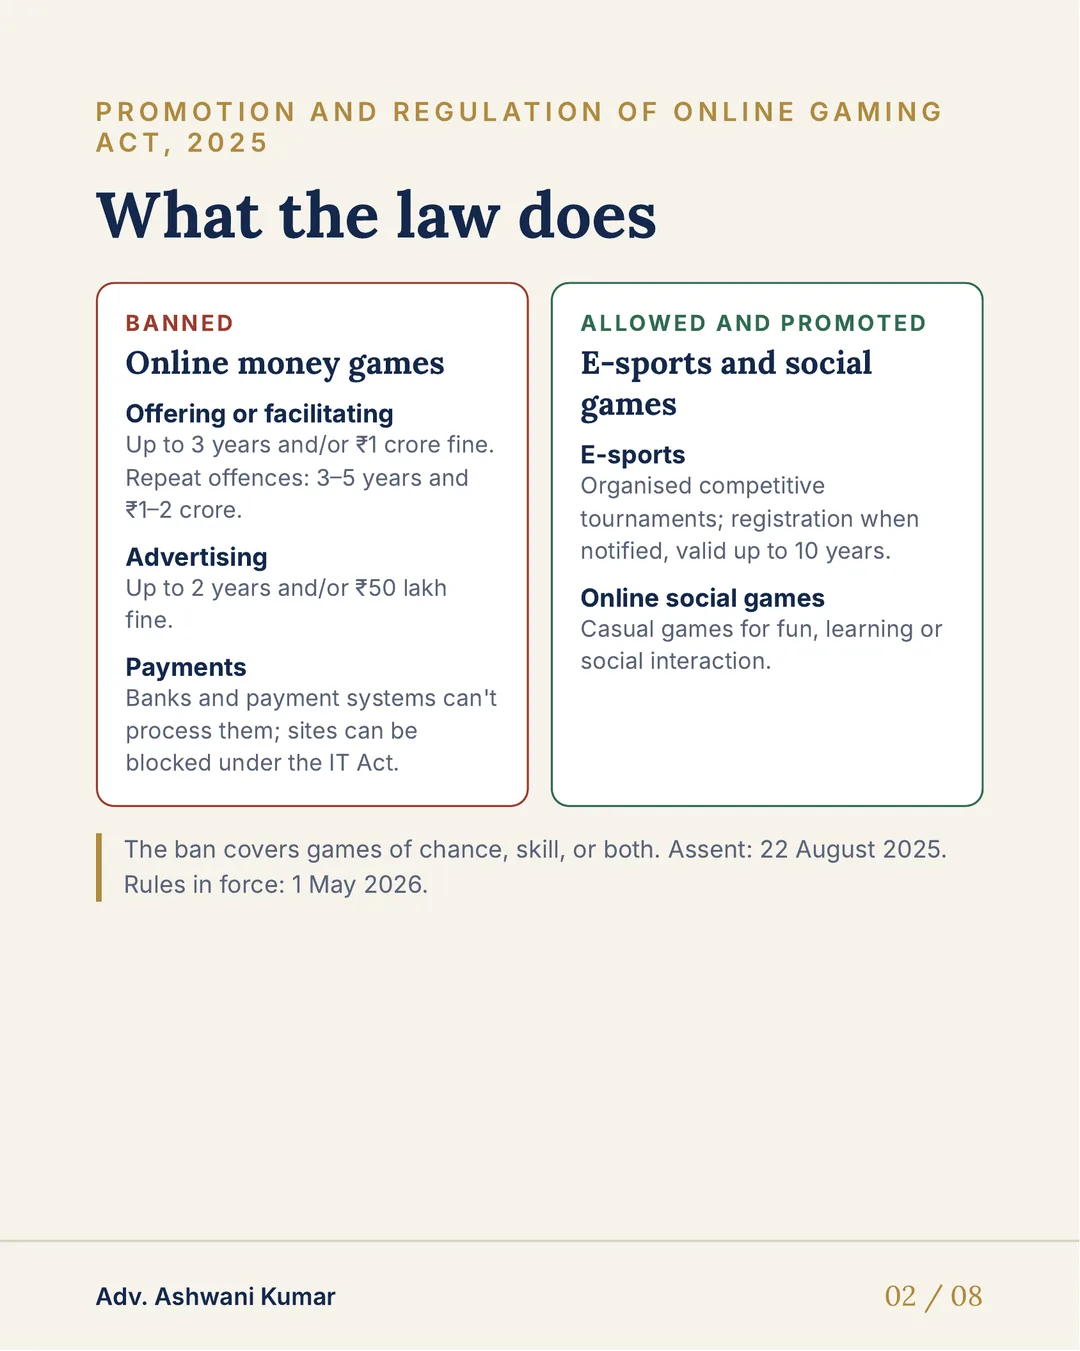 PROMOTION AND REGULATION OF ONLINE GAMING
ACT, 2025
What the law does
BANNED
Online money games
Offering or facilitating
Up to 3 years and/or ₹1 crore fine.
Repeat offences: 3–5 years and
₹1–2 crore.
Advertising
Up to 2 years and/or ₹50 lakh
fine.
Payments
Banks and payment systems can't
process them; sites can be
blocked under the IT Act.
ALLOWED AND PROMOTED
E-sports and social
games
E-sports
Organised competitive
tournaments; registration when
notified, valid up to 10 years.
Online social games
Casual games for fun, learning or
social interaction.
The ban covers games of chance, skill, or both. Assent: 22 August 2025.
Rules in force: 1 May 2026.
Adv. Ashwani Kumar
02 / 08